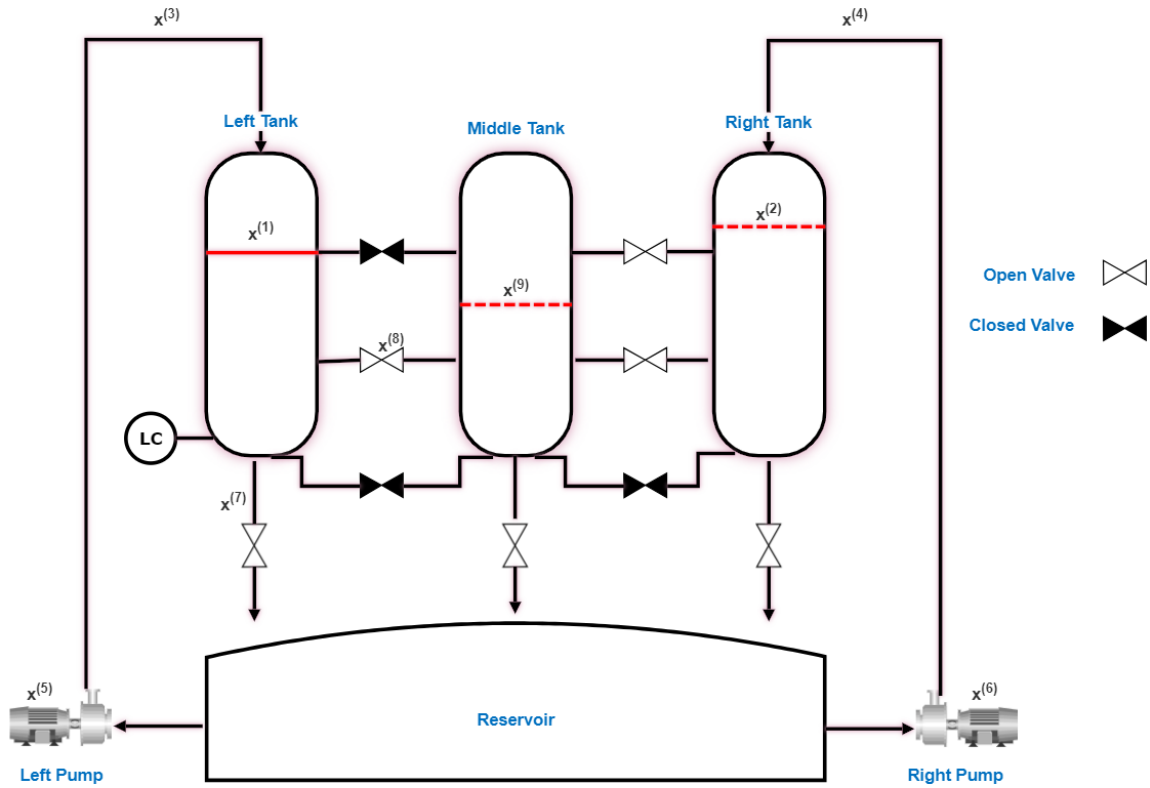 x(3)
x(4)
Left Tank
Middle Tank
Right Tank
x(1)
x(2)
x(9)
x(8)
Open Valve
Closed Valve
LC
x(7)
x(5)
x(6)
Reservoir
Left Pump
Right Pump